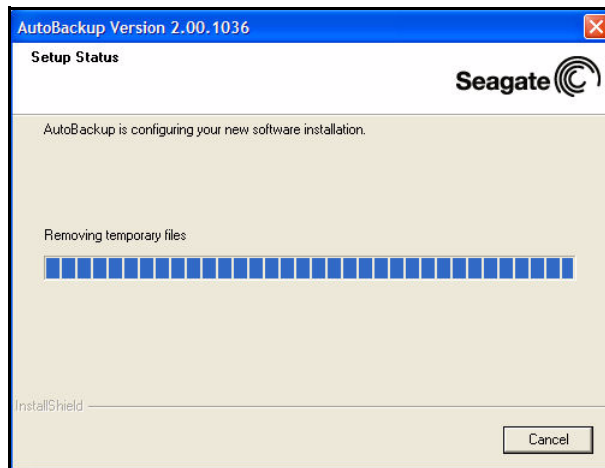 AutoBackup Version 2.00.1036
Setup Status
Seagate
AutoBackup is configuring your new software installation.
Removing temporary files
InstallShield
Cancel